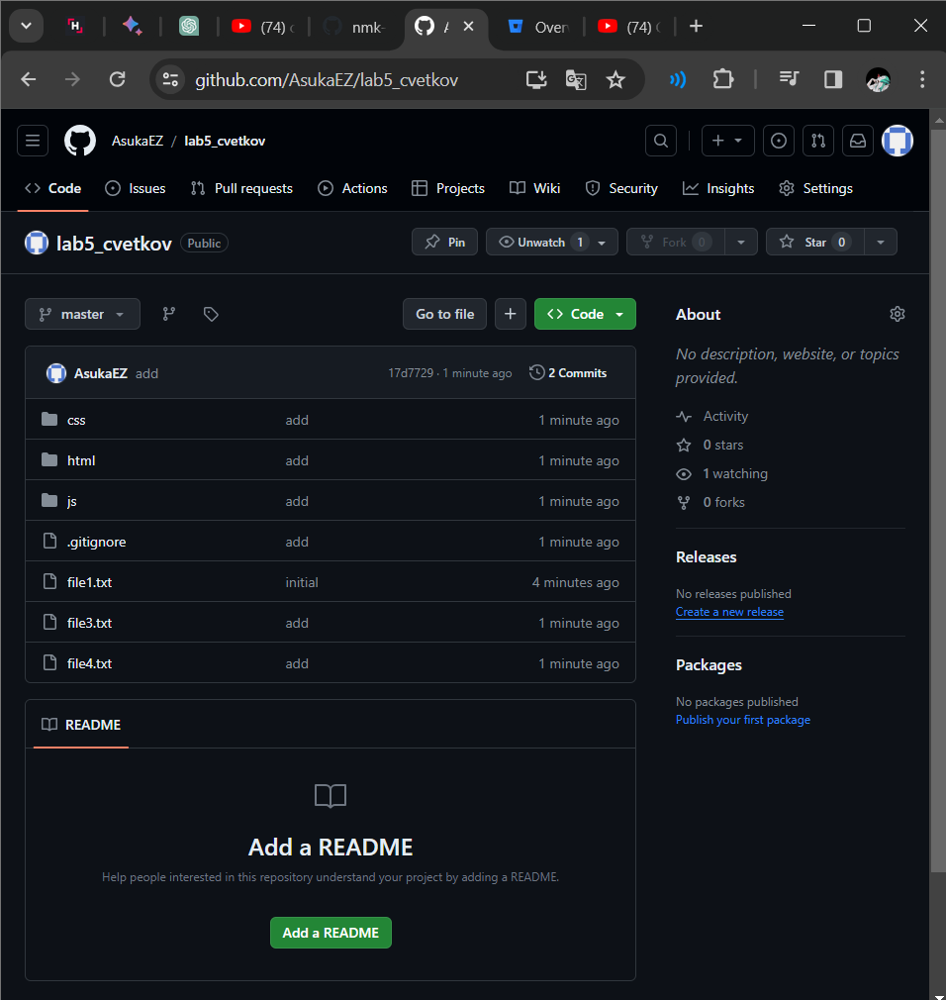 (74) c
nmk-
A
Over
(74) (
github.com/AsukaEZ/lab5_cvetkov
AsukaEZ / lab5_cvetkov
Code Issues Pull requests Actions Projects Wiki Security Insights Settings
lab5_cvetkov Public Pin Unwatch 1 Fork 0 Star 0
master Go to file Code
AsukaEZ add 17d7729 · 1 minute ago 2 Commits
css add 1 minute ago
html add 1 minute ago
js add 1 minute ago
.gitignore add 1 minute ago
file1.txt initial 4 minutes ago
file3.txt add 1 minute ago
file4.txt add 1 minute ago
README
Add a README
Help people interested in this repository understand your project by adding a README.
Add a README
About
No description, website, or topics
provided.
Activity
0 stars
1 watching
0 forks
Releases
No releases published
Create a new release
Packages
No packages published
Publish your first package